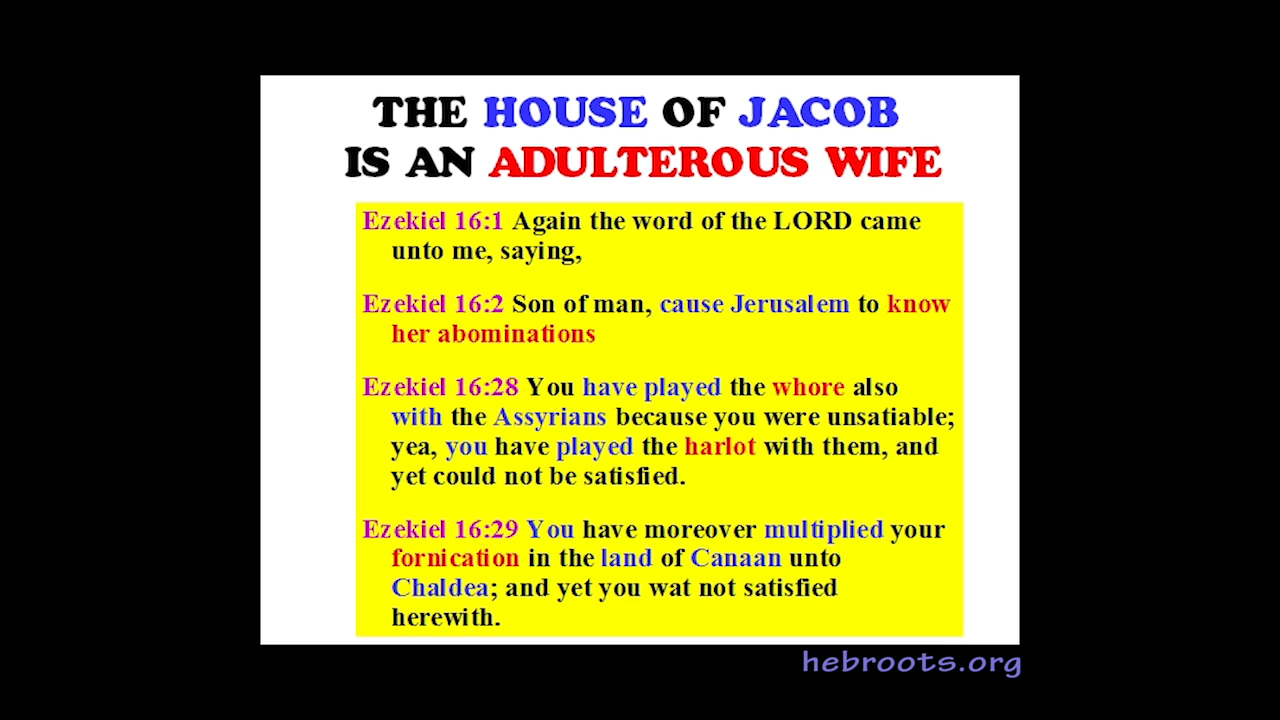 THE HOUSE OF JACOB
IS AN ADULTEROUS WIFE
Ezekiel 16:1 Again the word of the LORD came
unto me, saying,
Ezekiel 16:2 Son of man, cause Jerusalem to know
her abominations
Ezekiel 16:28 You have played the whore also
with the Assyrians because you were unsatiable;
yea, you have played the harlot with them, and
yet could not be satisfied.
Ezekiel 16:29 You have moreover multiplied your
fornication in the land of Canaan unto
Chaldea; and yet you wat not satisfied
herewith.
hebroots.org